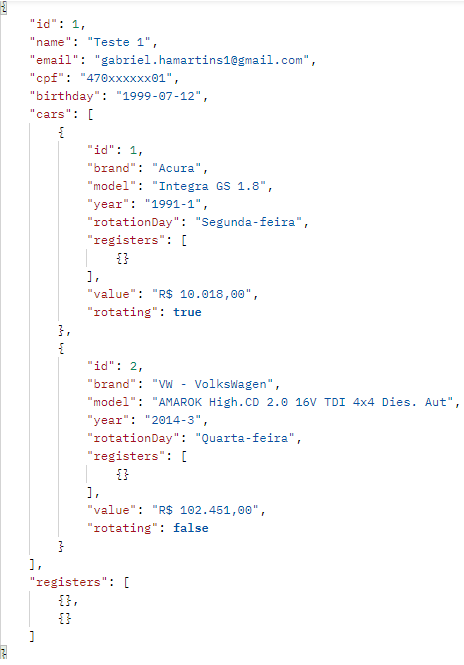 {
"id": 1,
"name": "Teste 1",
"email": "gabriel.hamartins1@gmail.com",
"cpf": "470xxxxxx01",
"birthday": "1999-07-12",
"cars": [
{
"id": 1,
"brand": "Acura",
"model": "Integra GS 1.8",
"year": "1991-1",
"rotationDay": "Segunda-feira",
"registers": [
{}
],
"value": "R$ 10.018,00",
"rotating": true
},
{
"id": 2,
"brand": "VW - VolksWagen",
"model": "AMAROK High.CD 2.0 16V TDI 4x4 Dies. Aut",
"year": "2014-3",
"rotationDay": "Quarta-feira",
"registers": [
{}
],
"value": "R$ 102.451,00",
"rotating": false
}
],
"registers": [
{},
{}
]
}